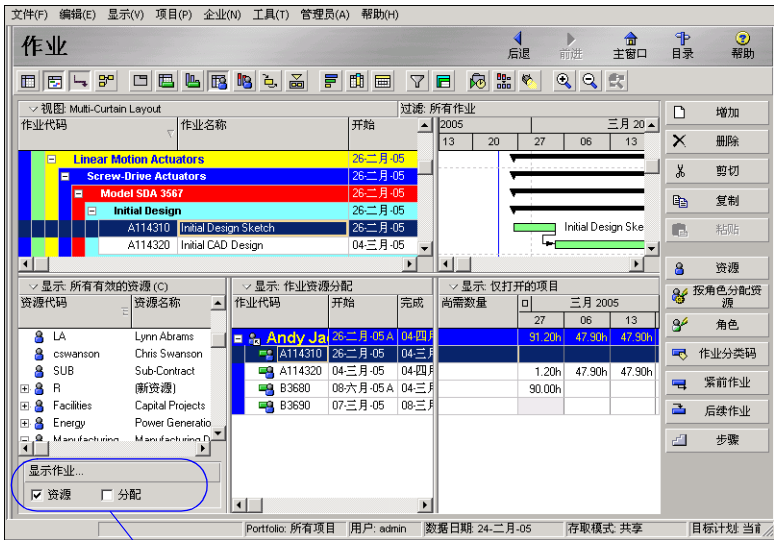 文件(F) 编辑(E) 显示(V) 项目(P) 企业(N) 工具(T) 管理员(A) 帮助(H)
作业
后退 前进 主窗口 目录 帮助
视图: Multi-Curtain Layout 过滤: 所有作业
作业代码 作业名称 开始 2005 三月 20
13 20 27 06 13
Linear Motion Actuators 26-二月-05
Screw-Drive Actuators 26-二月-05
Model SDA 3567 26-二月-05
Initial Design 26-二月-05
A114310 Initial Design Sketch 26-二月-05 Initial Design Ske
A114320 Initial CAD Design 04-三月-05
增加
删除
剪切
复制
粘贴
资源
按角色分配资源
角色
作业分类码
紧前作业
后续作业
步骤
显示: 所有有效的资源 (C)
资源代码 资源名称
LA Lynn Abrams
cswanson Chris Swanson
SUB Sub-Contract
R (新资源)
Facilities Capital Projects
Energy Power Generatio
Manufacturing Manufacturing D
显示作业...
资源 分配
显示: 作业资源分配
作业代码 开始 完成
Andy Ja 26-二月-05 A 04-四月
A114310 26-二月-05 04-三月
A114320 04-三月-05 04-四月
B3680 08-六月-05 A 04-三月
B3690 07-三月-05 08-三月
显示: 仅打开的项目
尚需数量 三月 2005
27 06 13
91.20h 47.90h 47.90h
1.20h 47.90h 47.90h
90.00h
Portfolio: 所有项目 用户: admin 数据日期: 24-二月-05 存取模式: 共享 目标计划: 当前